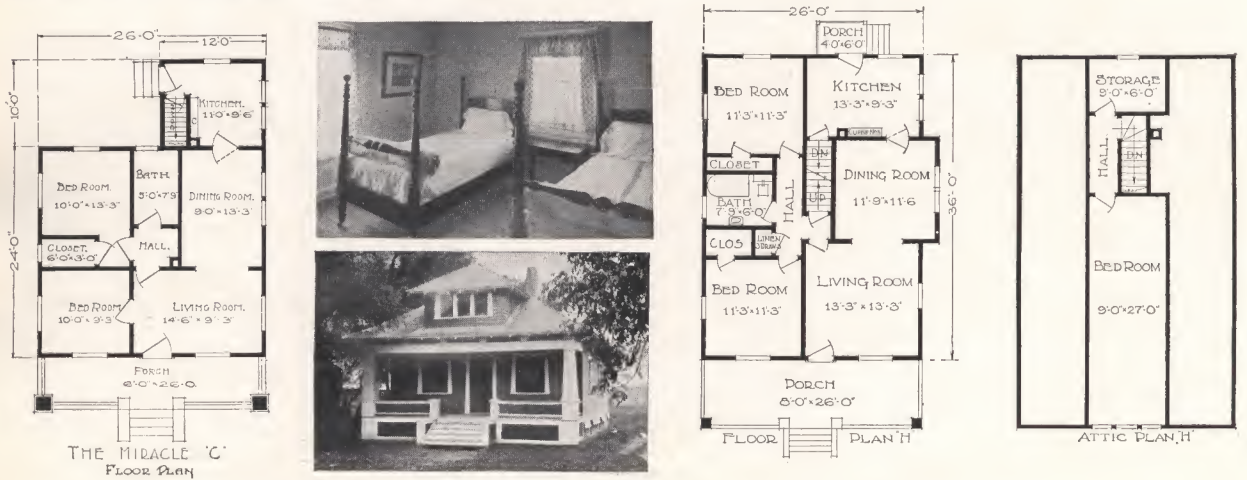 26'-0"
12'0"
10'-0"
KITCHEN.
11'-0" × 9'-6"
BED ROOM.
10'-0" × 13'-3"
BATH
5'-0" × 7'9"
DINING ROOM.
9'-0" × 13'-3"
24'-0"
CLOSET.
6'-0" × 3'-0"
HALL.
BED ROOM
10'-0" × 9'-3"
LIVING ROOM.
14'-6" × 9'-3"
PORCH
26'-0"
THE MIRACLE "C"
FLOOR PLAN
26'-0"
PORCH
4'0" × 6'0"
BED ROOM
11'3" × 11'-3"
KITCHEN
13'-3" × 9'-3"
CLOSET
DN
UP
HALL
BATH
7'-9" × 6'-0"
DINING ROOM
11'-9" × 11'-6
36'-0"
CLOS
LINEN
BED ROOM
11'-3" × 11'-3"
LIVING ROOM
13'-3" × 13'-3"
PORCH
8'-0" × 26'-0"
FLOOR PLAN "H"
STORAGE
9'-0" × 6'-0"
HALL
DN
BED ROOM
9'-0" × 27'-0"
ATTIC PLAN "H"